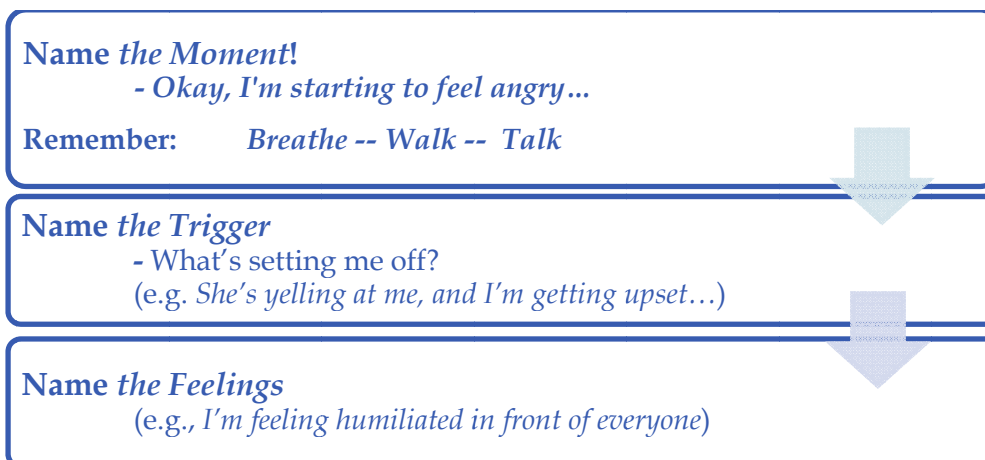 Name the Moment!
- Okay, I'm starting to feel angry…
Remember: Breathe -- Walk -- Talk
Name the Trigger
- What's setting me off?
(e.g. She's yelling at me, and I'm getting upset…)
Name the Feelings
(e.g., I'm feeling humiliated in front of everyone)